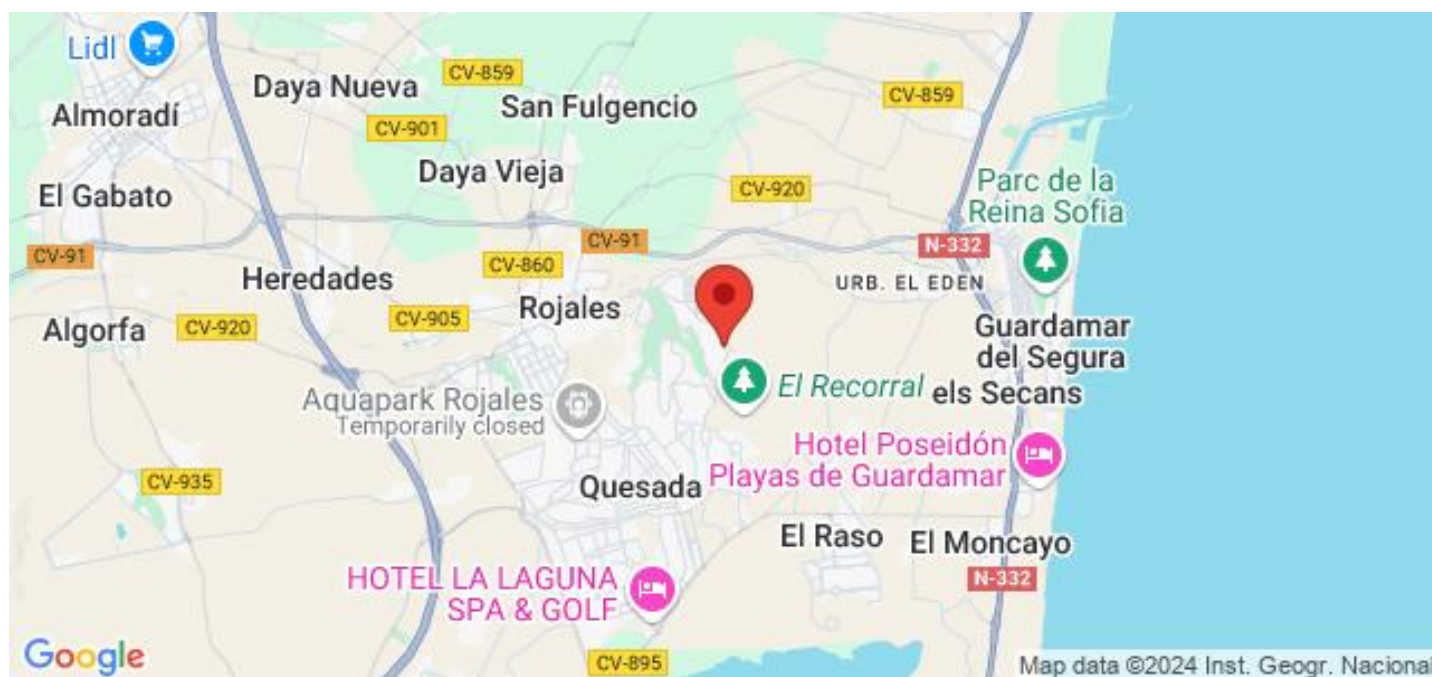 Lidl
Daya Nueva
CV-859
San Fulgencio
CV-859
Almoradí
CV-901
Daya Vieja
El Gabato
CV-920
Parc de la
Reina Sofia
CV-91
CV-91
N-332
Heredades
CV-860
URB. EL EDEN
Rojales
Algorfa
CV-920
CV-905
Guardamar
del Segura
Aquapark Rojales
Temporarily closed
El Recorral
els Secans
Hotel Poseidón
Playas de Guardamar
CV-935
Quesada
El Raso
El Moncayo
HOTEL LA LAGUNA
SPA & GOLF
N-332
Google
CV-895
Map data ©2024 Inst. Geogr. Nacional